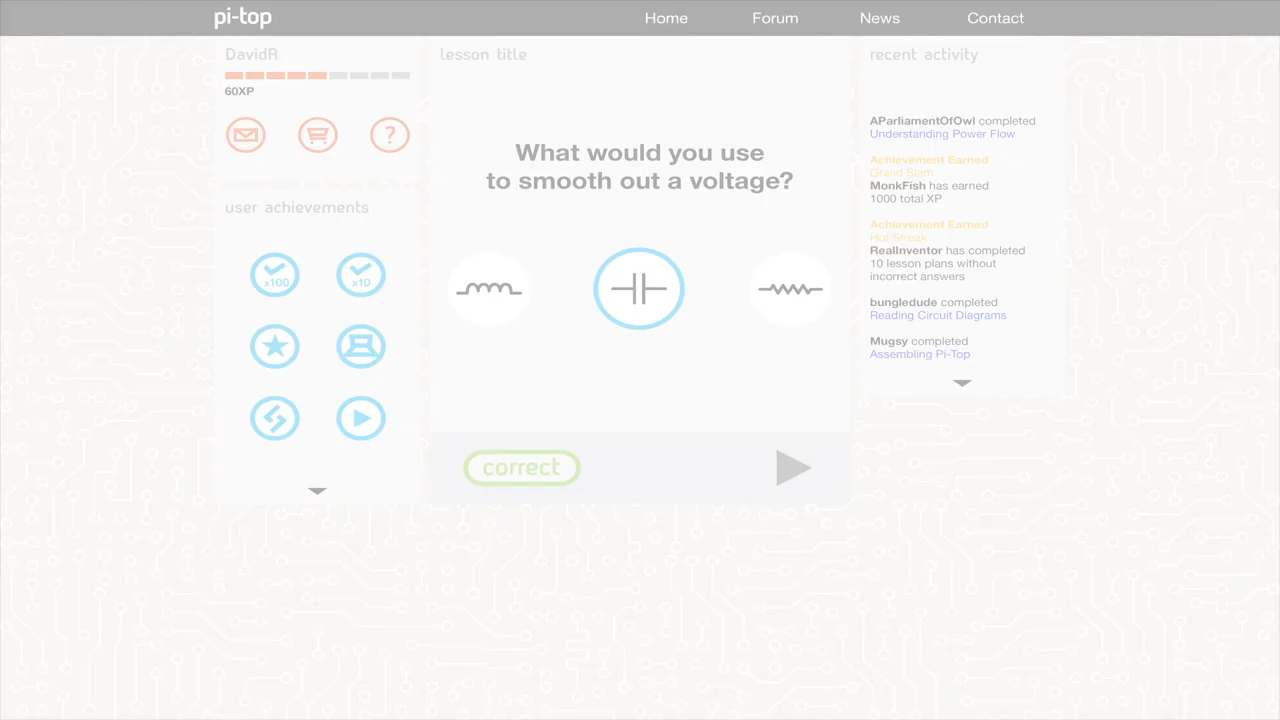 pi-top
Home
Forum
News
Contact
DavidR
60XP
?
user achievements
x100
x10
lesson title
What would you use
to smooth out a voltage?
correct
recent activity
AParliamentOfOwl completed
Understanding Power Flow
Achievement Earned
Grand Slam
MonkFish has earned
1000 total XP
Achievement Earned
Hot Streak
RealInventor has completed
10 lesson plans without
incorrect answers
bungledude completed
Reading Circuit Diagrams
Mugsy completed
Assembling Pi-Top